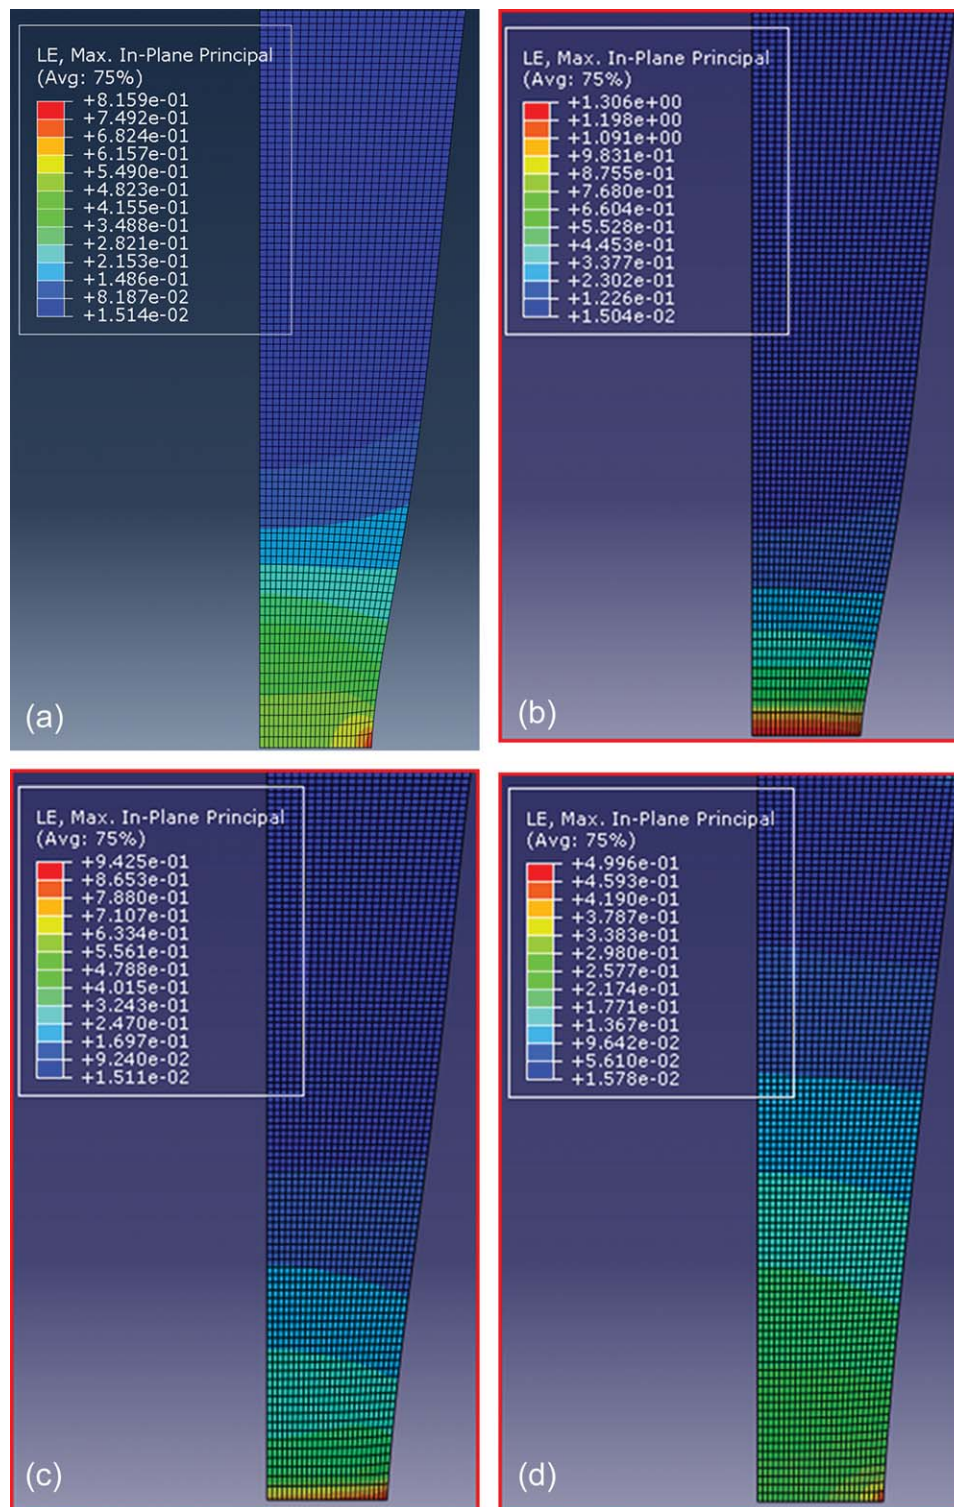 LE, Max. In-Plane Principal
(Avg: 75%)
+8.159e-01
+7.492e-01
+6.824e-01
+6.157e-01
+5.490e-01
+4.823e-01
+4.155e-01
+3.488e-01
+2.821e-01
+2.153e-01
+1.486e-01
+8.187e-02
+1.514e-02
(a)
LE, Max. In-Plane Principal
(Avg: 75%)
+1.306e+00
+1.198e+00
+1.091e+00
+9.831e-01
+8.755e-01
+7.680e-01
+6.604e-01
+5.528e-01
+4.453e-01
+3.377e-01
+2.302e-01
+1.226e-01
+1.504e-02
(b)
LE, Max. In-Plane Principal
(Avg: 75%)
+9.425e-01
+8.653e-01
+7.880e-01
+7.107e-01
+6.334e-01
+5.561e-01
+4.788e-01
+4.015e-01
+3.243e-01
+2.470e-01
+1.697e-01
+9.240e-02
+1.511e-02
(c)
LE, Max. In-Plane Principal
(Avg: 75%)
+4.996e-01
+4.593e-01
+4.190e-01
+3.787e-01
+3.383e-01
+2.980e-01
+2.577e-01
+2.174e-01
+1.771e-01
+1.367e-01
+9.642e-02
+5.610e-02
+1.578e-02
(d)